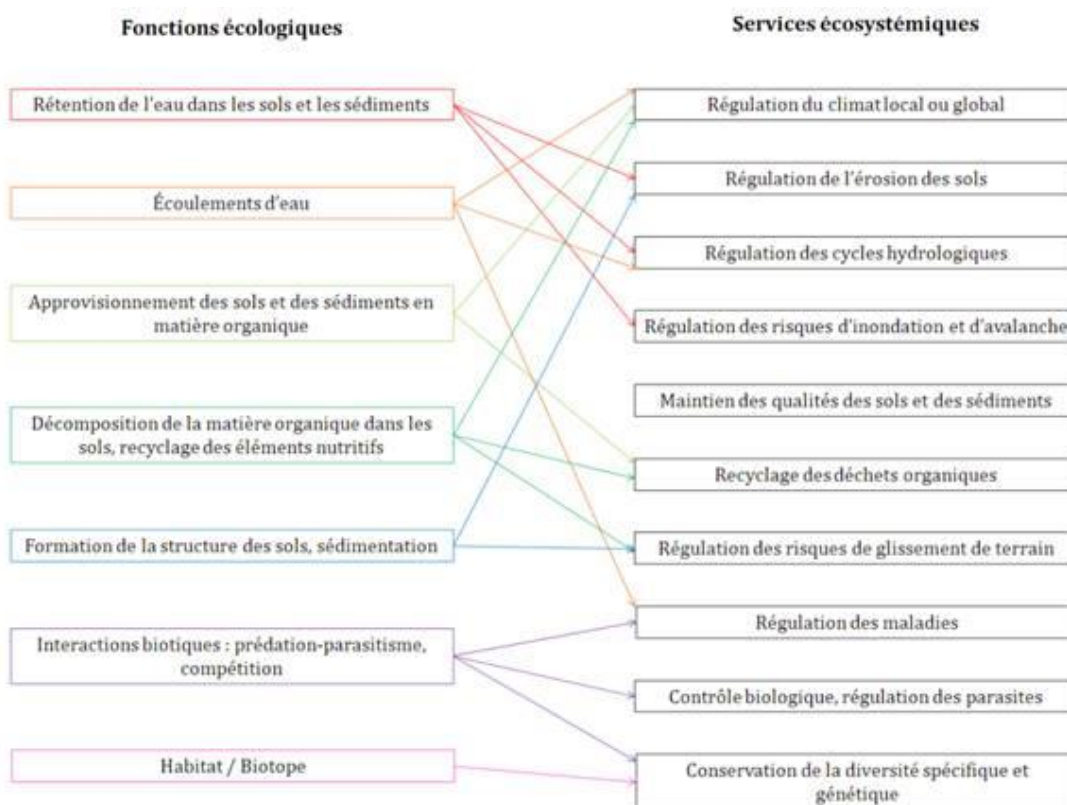 Fonctions écologiques
Services écosystémiques
Rétention de l'eau dans les sols et les sédiments
Régulation du climat local ou global
Régulation de l'érosion des sols
Écoulements d'eau
Régulation des cycles hydrologiques
Approvisionnement des sols et des sédiments en
matière organique
Régulation des risques d'inondation et d'avalanche
Maintien des qualités des sols et des sédiments
Décomposition de la matière organique dans les
sols, recyclage des éléments nutritifs
Recyclage des déchets organiques
Formation de la structure des sols, sédimentation
Régulation des risques de glissement de terrain
Régulation des maladies
Interactions biotiques : prédation-parasitisme,
compétition
Contrôle biologique, régulation des parasites
Habitat / Biotope
Conservation de la diversité spécifique et
génétique